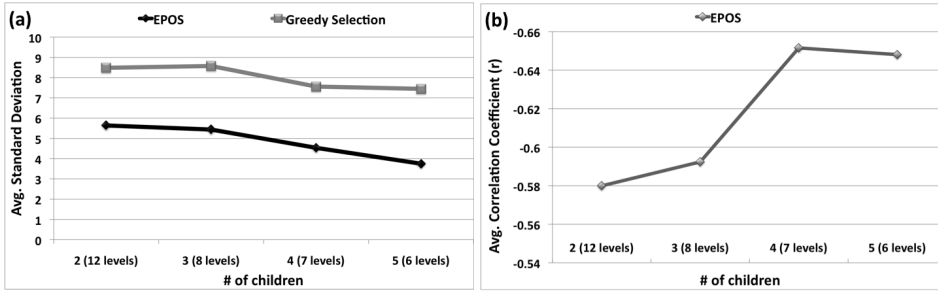 (a)
EPOS
Greedy Selection
Avg. Standard Deviation
10
9
8
7
6
5
4
3
2
1
0
2 (12 levels)
3 (8 levels)
4 (7 levels)
5 (6 levels)
# of children
(b)
EPOS
Avg. Correlation Coefficient (r)
-0.66
-0.64
-0.62
-0.6
-0.58
-0.56
-0.54
2 (12 levels)
3 (8 levels)
4 (7 levels)
5 (6 levels)
# of children